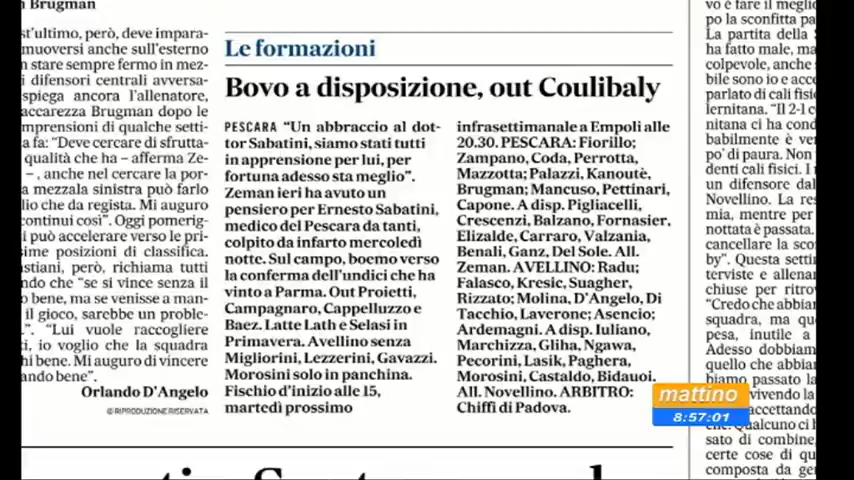 n Brugman
st'ultimo, però, deve impara-
muoversi anche sull'esterno
n stare sempre fermo in mez-
i difensori centrali avversa-
spiega ancora l'allenatore,
accarezza Brugman dopo le
mprensioni di qualche setti-
a fa: "Deve cercare di sfrutta-
qualità che ha – afferma Ze-
– , anche nel cercare la por-
a mezzala sinistra può farlo
lio che da regista. Mi auguro
continui così". Oggi pomerig-
i può accelerare verso le pri-
sime posizioni di classifica.
stiani, però, richiama tutti
ndo che "se si vince senza il
o bene, ma se venisse a man-
il gioco, sarebbe un proble-
". "Lui vuole raccogliere
i, io voglio che la squadra
hi bene. Mi auguro di vincere
ando bene".
Orlando D'Angelo
©RIPRODUZIONE RISERVATA
Le formazioni
Bovo a disposizione, out Coulibaly
PESCARA "Un abbraccio al dot-
tor Sabatini, siamo stati tutti
in apprensione per lui, per
fortuna adesso sta meglio".
Zeman ieri ha avuto un
pensiero per Ernesto Sabatini,
medico del Pescara da tanti,
colpito da infarto mercoledì
notte. Sul campo, boemo verso
la conferma dell'undici che ha
vinto a Parma. Out Proietti,
Campagnaro, Cappelluzzo e
Baez. Latte Lath e Selasi in
Primavera. Avellino senza
Migliorini, Lezzerini, Gavazzi.
Morosini solo in panchina.
Fischio d'inizio alle 15,
martedì prossimo
infrasettimanale a Empoli alle
20.30. PESCARA: Fiorillo;
Zampano, Coda, Perrotta,
Mazzotta; Palazzi, Kanoutè,
Brugman; Mancuso, Pettinari,
Capone. A disp. Pigliacelli,
Crescenzi, Balzano, Fornasier,
Elizalde, Carraro, Valzania,
Benali, Ganz, Del Sole. All.
Zeman. AVELLINO: Radu;
Falasco, Kresic, Suagher,
Rizzato; Molina, D'Angelo, Di
Tacchio, Laverone; Asencio;
Ardemagni. A disp. Iuliano,
Marchizza, Gliha, Ngawa,
Pecorini, Lasik, Paghera,
Morosini, Castaldo, Bidauoi.
All. Novellino. ARBITRO:
Chiffi di Padova.
vo è fare il meglio
po la sconfitta pa
La partita della S
ha fatto male, ma
colpevole, anche
bile sono io e acce
parlato di cali fisic
lernitana. "Il 2-1 c
nitana ci ha cond
babilmente è ven
po' di paura. Non
denti cali fisici. I n
un difensore dal
Novellino. La res
mia, mentre per
nottata è passata.
cancellare la sco
by". Questa settin
terviste e allenam
chiuse per ritrov
"Credo che abbian
squadra, ma que
pesa, inutile a
Adesso dobbiamo
quello che abbian
biamo passato la
vivendo la
accettando
che. Qualcuno ci h
sato di combine,
certe cose di qu
composta da gen
mattino
8:57:01